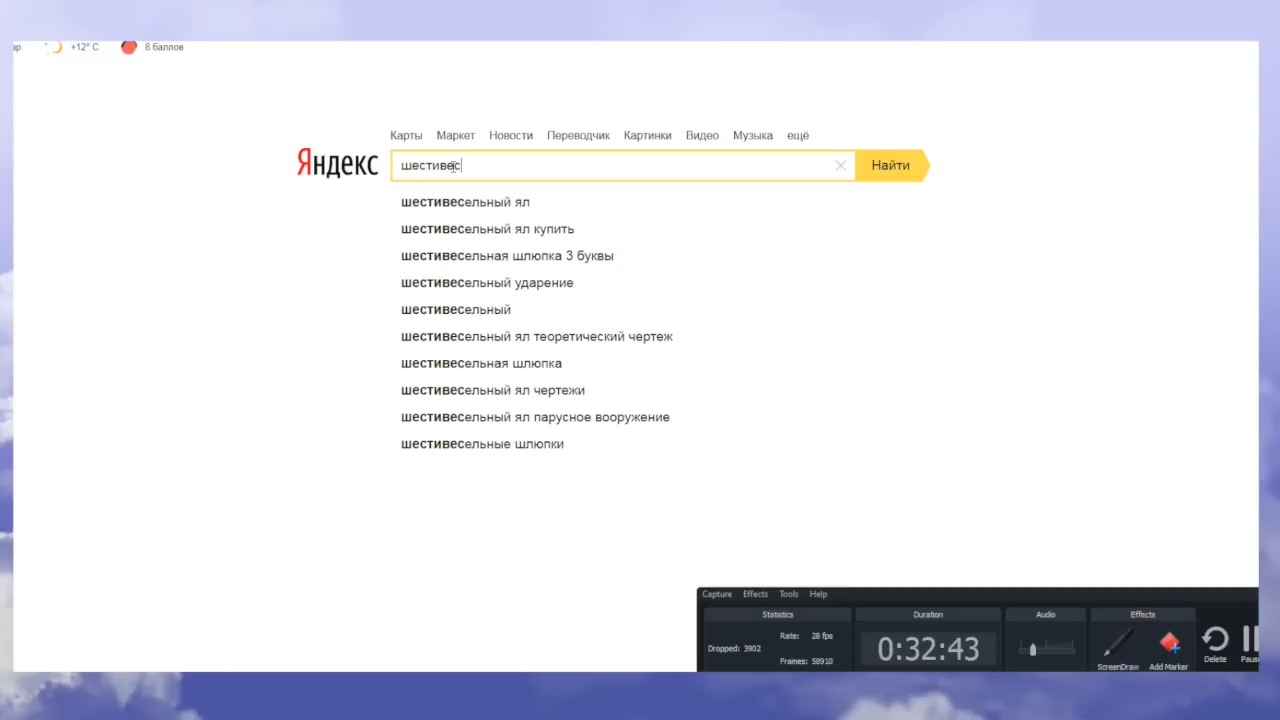 ар +12° C 8 баллов
Карты Маркет Новости Переводчик Картинки Видео Музыка ещё
Яндекс шестивес Найти
шестивесельный ял
шестивесельный ял купить
шестивесельная шлюпка 3 буквы
шестивесельный ударение
шестивесельный
шестивесельный ял теоретический чертеж
шестивесельная шлюпка
шестивесельный ял чертежи
шестивесельный ял парусное вооружение
шестивесельные шлюпки
Capture Effects Tools Help
Statistics Duration Audio Effects
Rate: 28 fps
Dropped: 3902
Frames: 58910
0:32:43
ScreenDraw Add Marker Delete Paus